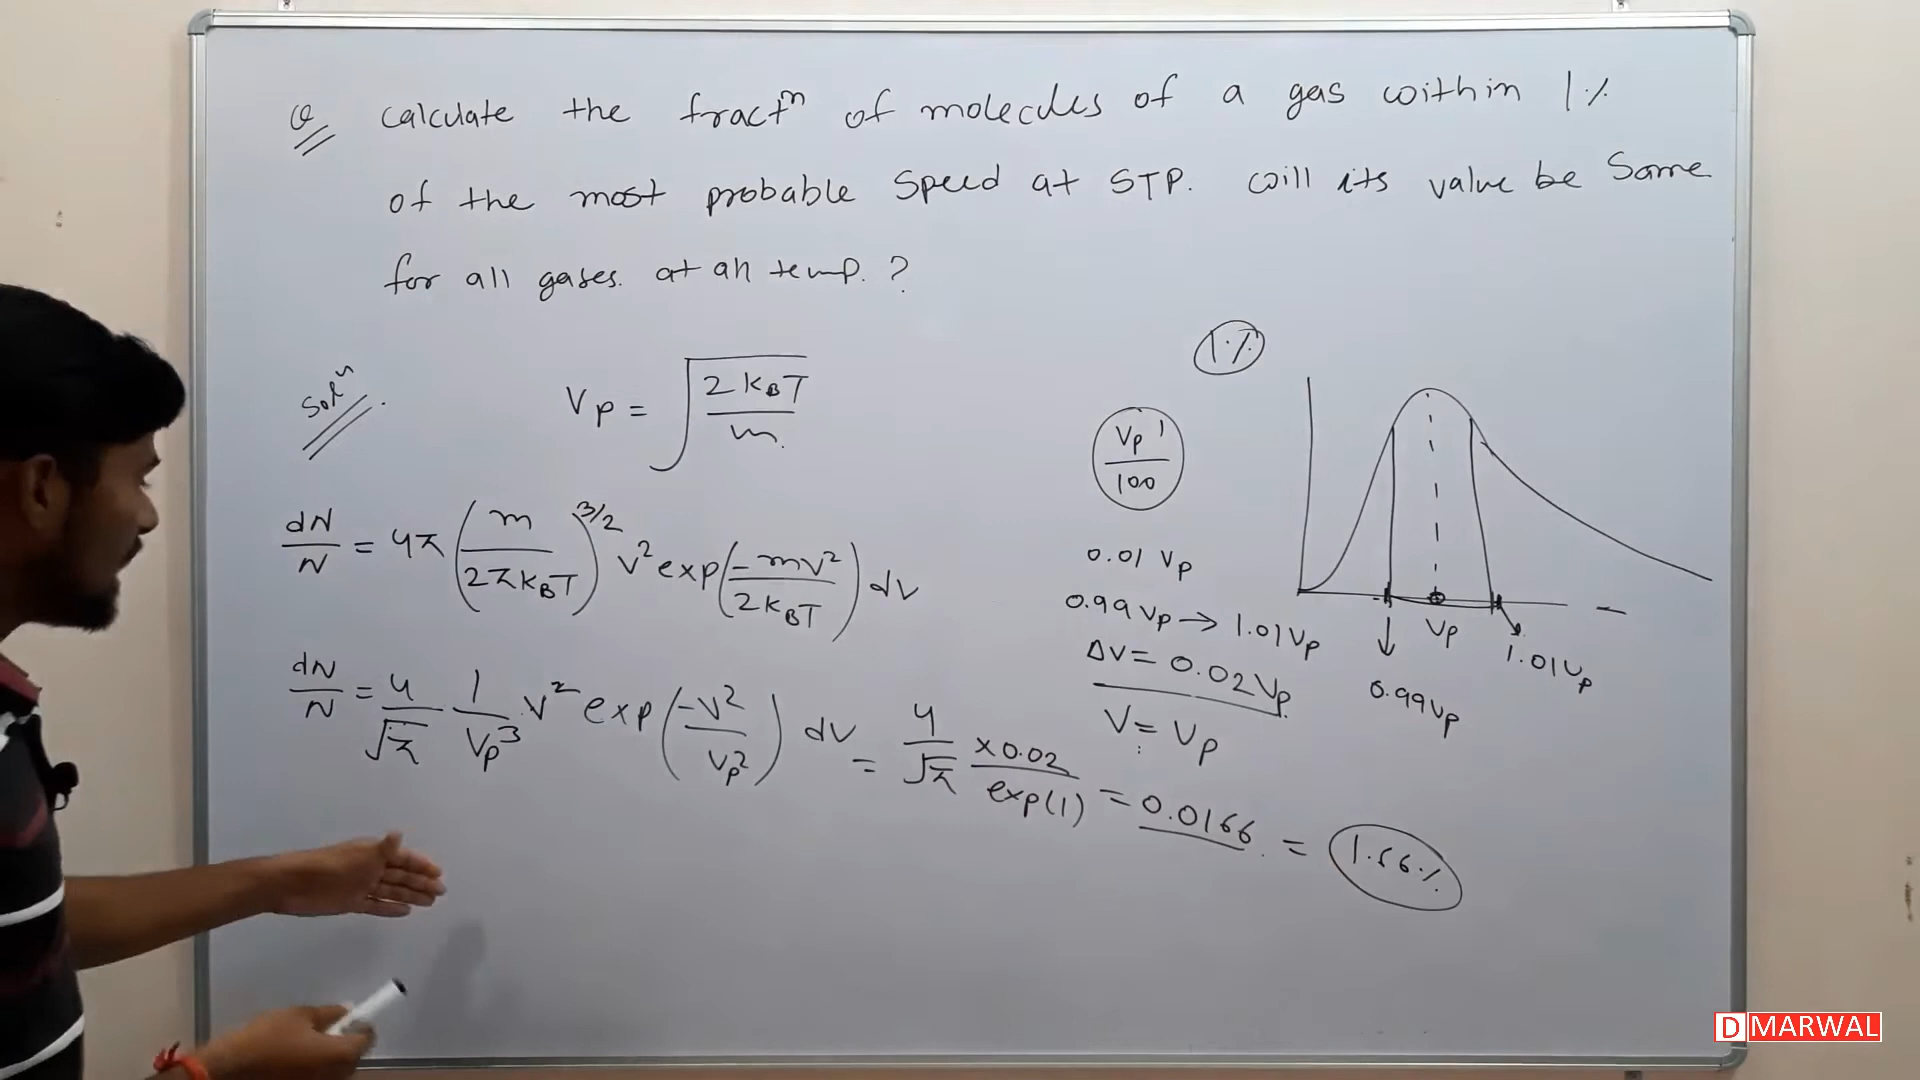 Q Calculate the fractn of molecules of a gas within 1%
of the most probable speed at STP. Will its value be Same
for all gases. at all temp. ?
Soln.
Vp = √(2 KBT / m)
dN/N = 4π (m / 2πKBT)^3/2 v² exp(-mv² / 2KBT) dv
dN/N = 4/√π 1/Vp³ . v² exp(-v² / vp²) dv = 4/√π × 0.02 / exp(1) = 0.0166 = 1.66%
1%
Vp' / 100
0.01 Vp
0.99 Vp → 1.01 Vp
Δv = 0.02 Vp
V = Vp
Vp
0.99Vp
1.01Vp
D MARWAL